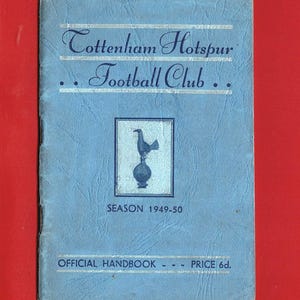 Tottenham Hotspur
. . Football Club . .
SEASON 1949-50
OFFICIAL HANDBOOK - - - PRICE 6d.